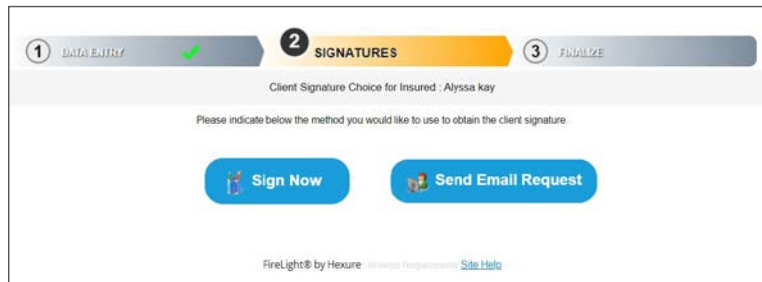 1 DATA ENTRY 2 SIGNATURES 3 FINALIZE
Client Signature Choice for Insured : Alyssa kay
Please indicate below the method you would like to use to obtain the client signature.
Sign Now Send Email Request
FireLight® by Hexure Browser Requirements Site Help